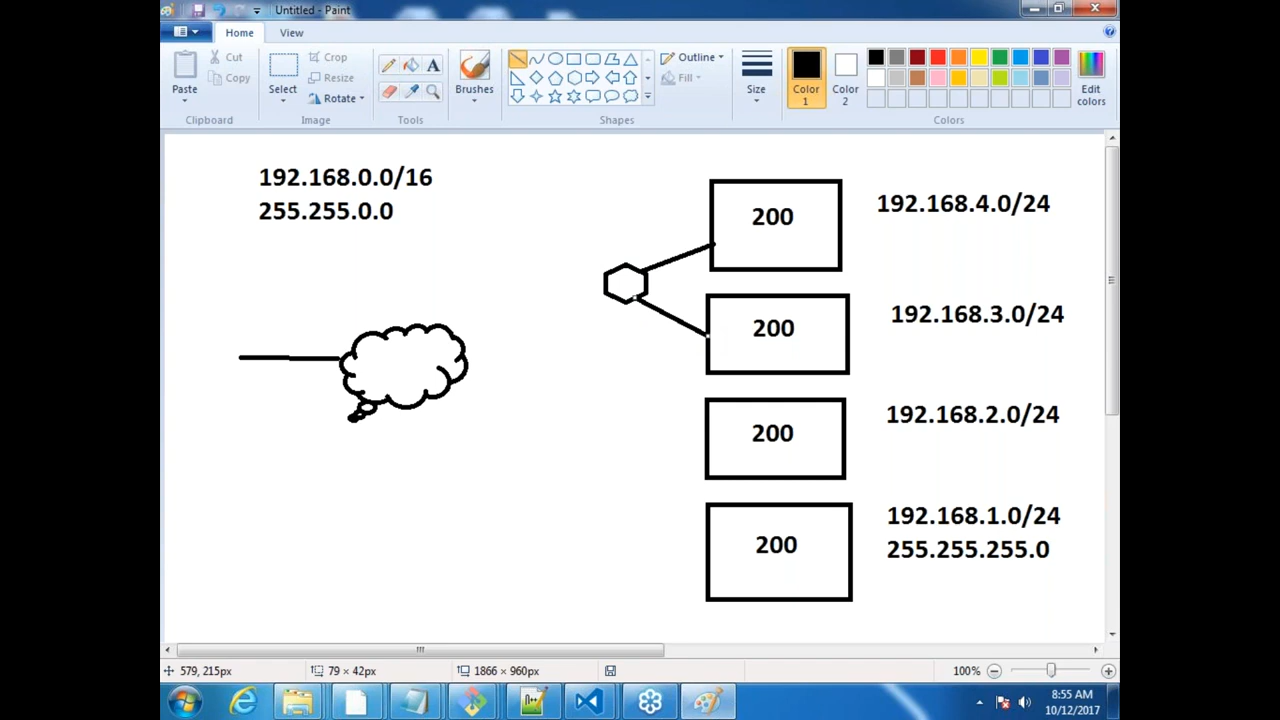 Untitled - Paint
Home
View
Paste
Cut
Copy
Clipboard
Select
Crop
Resize
Rotate
Image
A
Tools
Brushes
Outline
Fill
Shapes
Size
Color 1
Color 2
Edit colors
Colors
192.168.0.0/16
255.255.0.0
200
192.168.4.0/24
200
192.168.3.0/24
200
192.168.2.0/24
200
192.168.1.0/24
255.255.255.0
579, 215px
79 × 42px
1866 × 960px
100%
8:55 AM
10/12/2017